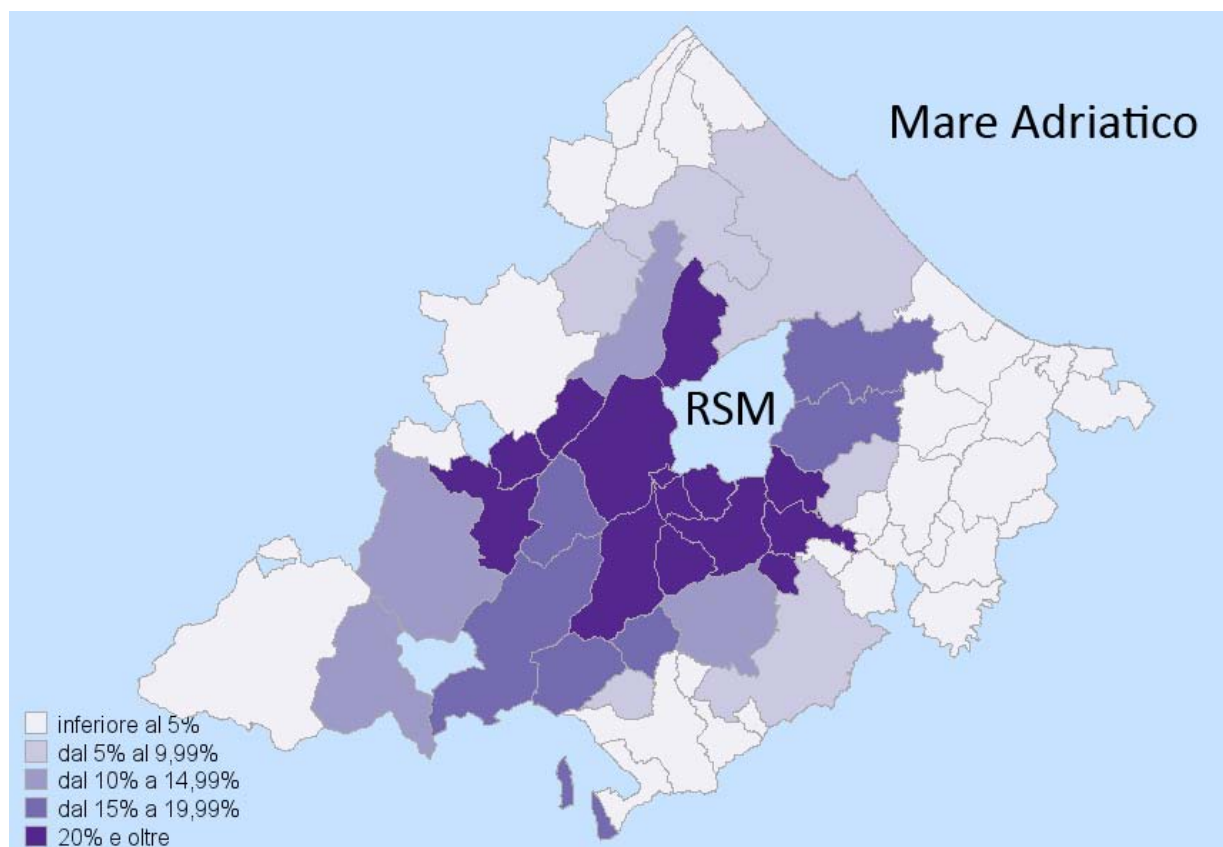 Mare Adriatico
RSM
inferiore al 5%
dal 5% al 9,99%
dal 10% a 14,99%
dal 15% a 19,99%
20% e oltre